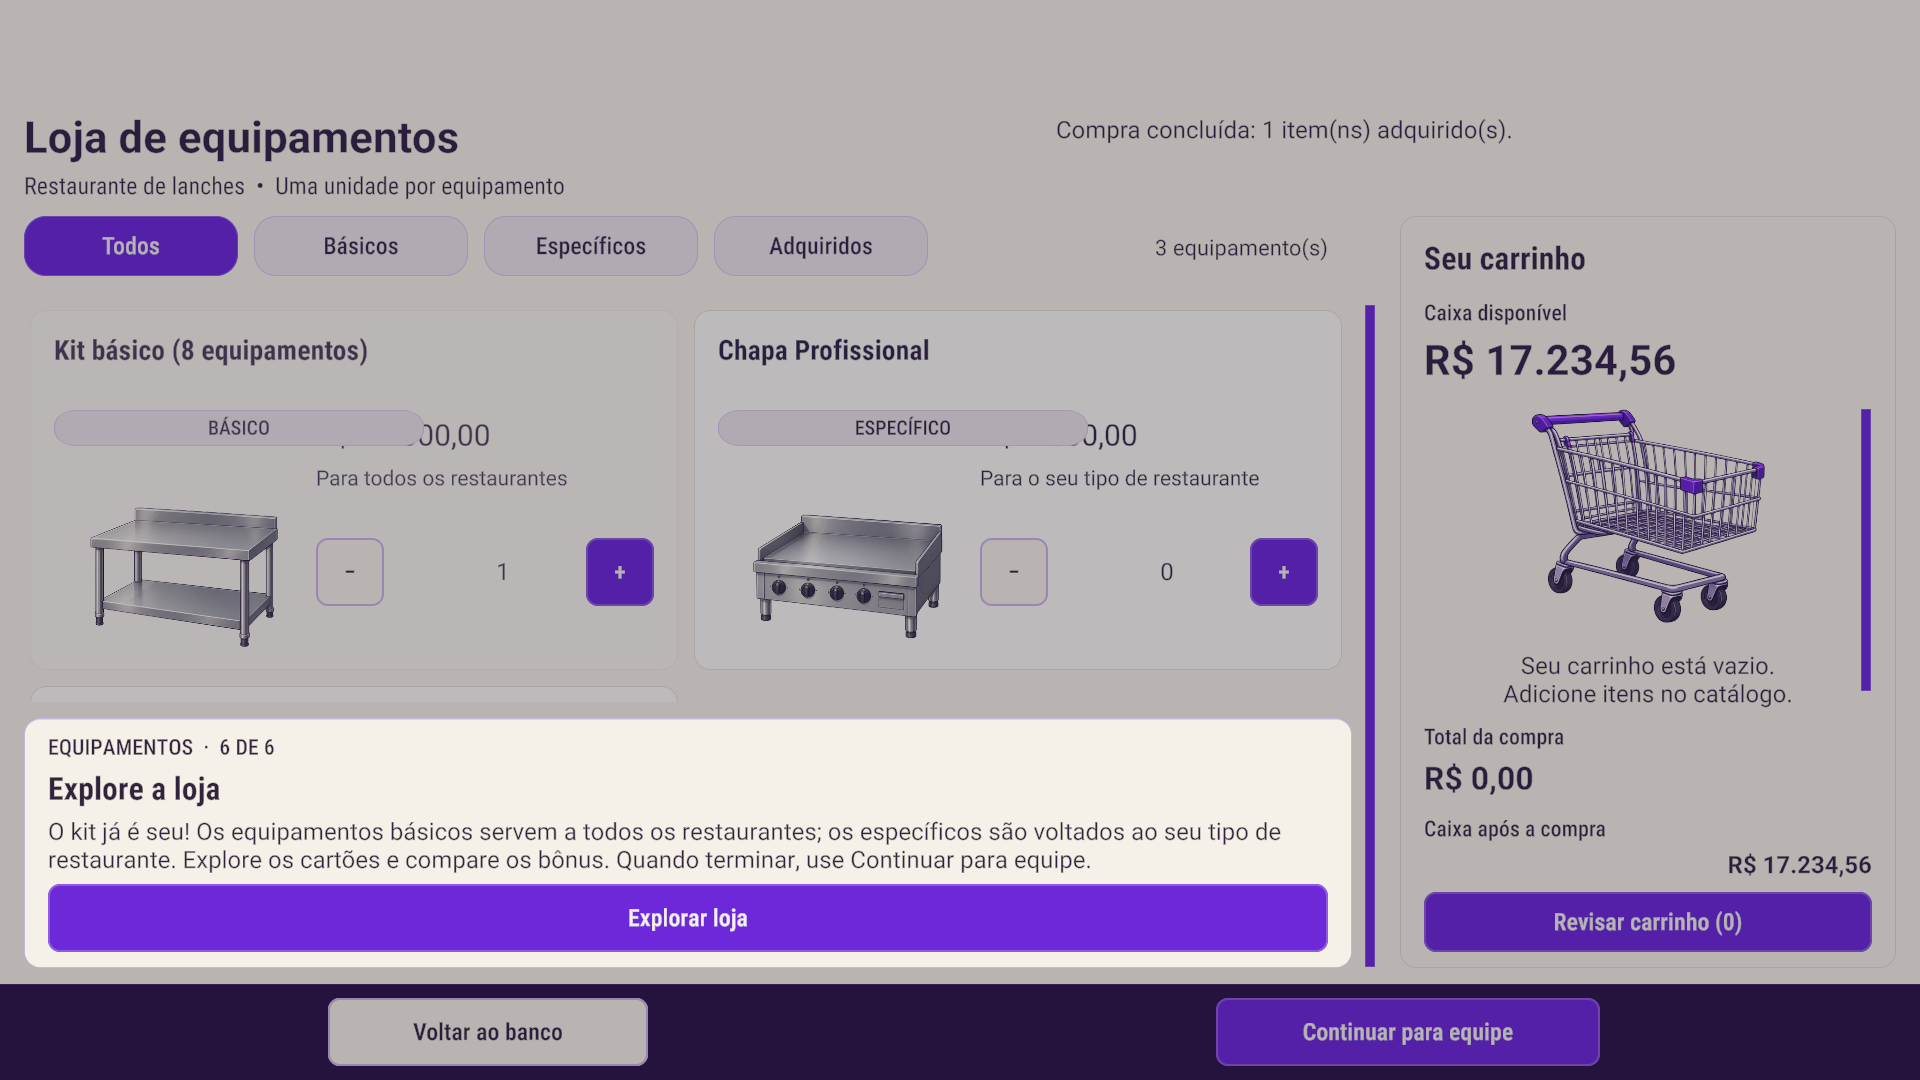 Loja de equipamentos
Compra concluída: 1 item(ns) adquirido(s).
Restaurante de lanches • Uma unidade por equipamento
Todos
Básicos
Específicos
Adquiridos
3 equipamento(s)
Kit básico (8 equipamentos)
BÁSICO
00,00
Para todos os restaurantes
-
1
+
Chapa Profissional
ESPECÍFICO
0,00
Para o seu tipo de restaurante
-
0
+
Seu carrinho
Caixa disponível
R$ 17.234,56
Seu carrinho está vazio.
Adicione itens no catálogo.
Total da compra
R$ 0,00
Caixa após a compra
R$ 17.234,56
Revisar carrinho (0)
EQUIPAMENTOS · 6 DE 6
Explore a loja
O kit já é seu! Os equipamentos básicos servem a todos os restaurantes; os específicos são voltados ao seu tipo de
restaurante. Explore os cartões e compare os bônus. Quando terminar, use Continuar para equipe.
Explorar loja
Voltar ao banco
Continuar para equipe